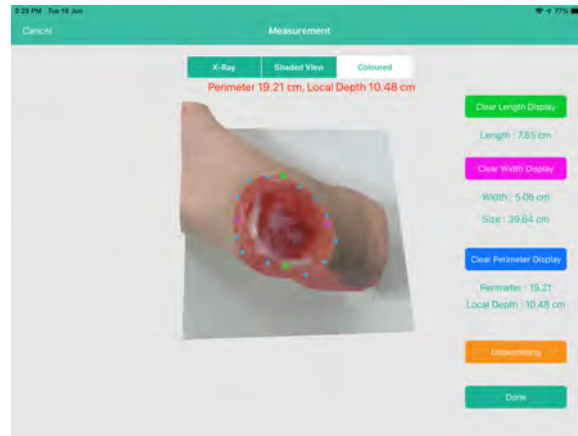 8:29 PM Tue 18 Jun
77%
Cancel
Measurement
X-Ray
Shaded View
Coloured
Perimeter 19.21 cm, Local Depth 10.48 cm
Clear Length Display
Length : 7.85 cm
Clear Width Display
Width : 5.05 cm
Size : 39.64 cm
Clear Perimeter Display
Perimeter : 19.21
Local Depth : 10.48 cm
Undermining
Done